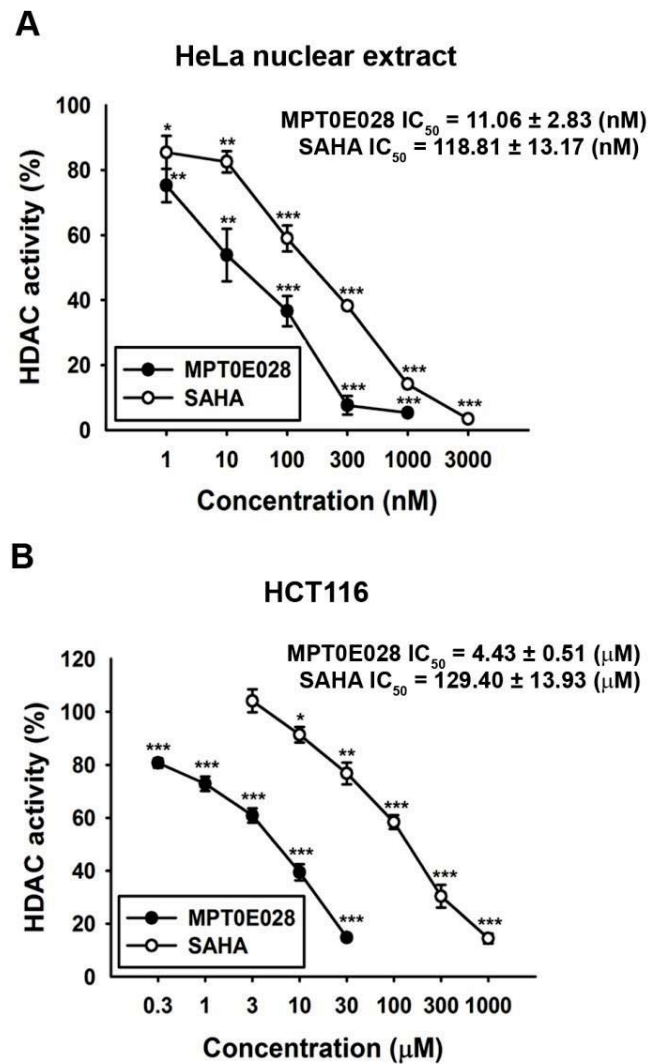 A
HeLa nuclear extract
MPT0E028 IC50 = 11.06 ± 2.83 (nM)
SAHA IC50 = 118.81 ± 13.17 (nM)
HDAC activity (%)
100
80
60
40
20
0
*
**
***
***
***
***
**
**
***
***
***
MPT0E028
SAHA
1 10 100 300 1000 3000
Concentration (nM)
B
HCT116
MPT0E028 IC50 = 4.43 ± 0.51 (μM)
SAHA IC50 = 129.40 ± 13.93 (μM)
HDAC activity (%)
120
100
80
60
40
20
0
*
**
***
***
***
***
***
***
***
***
MPT0E028
SAHA
0.3 1 3 10 30 100 300 1000
Concentration (μM)